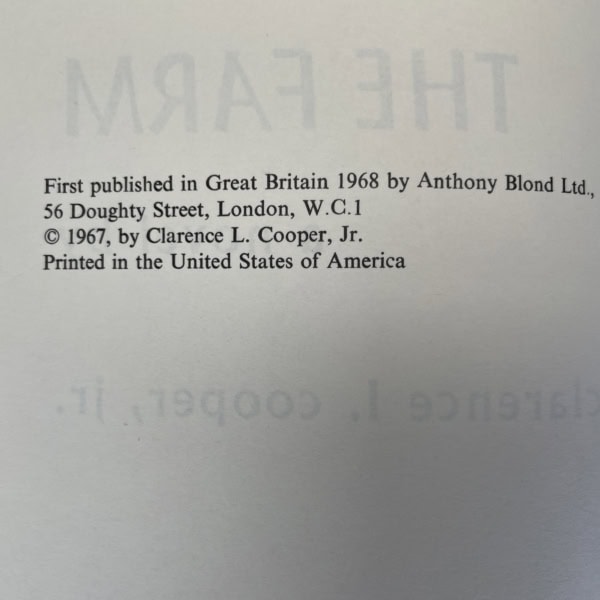 THE FARM
First published in Great Britain 1968 by Anthony Blond Ltd.,
56 Doughty Street, London, W.C.1
© 1967, by Clarence L. Cooper, Jr.
Printed in the United States of America
clarence l. cooper, jr.